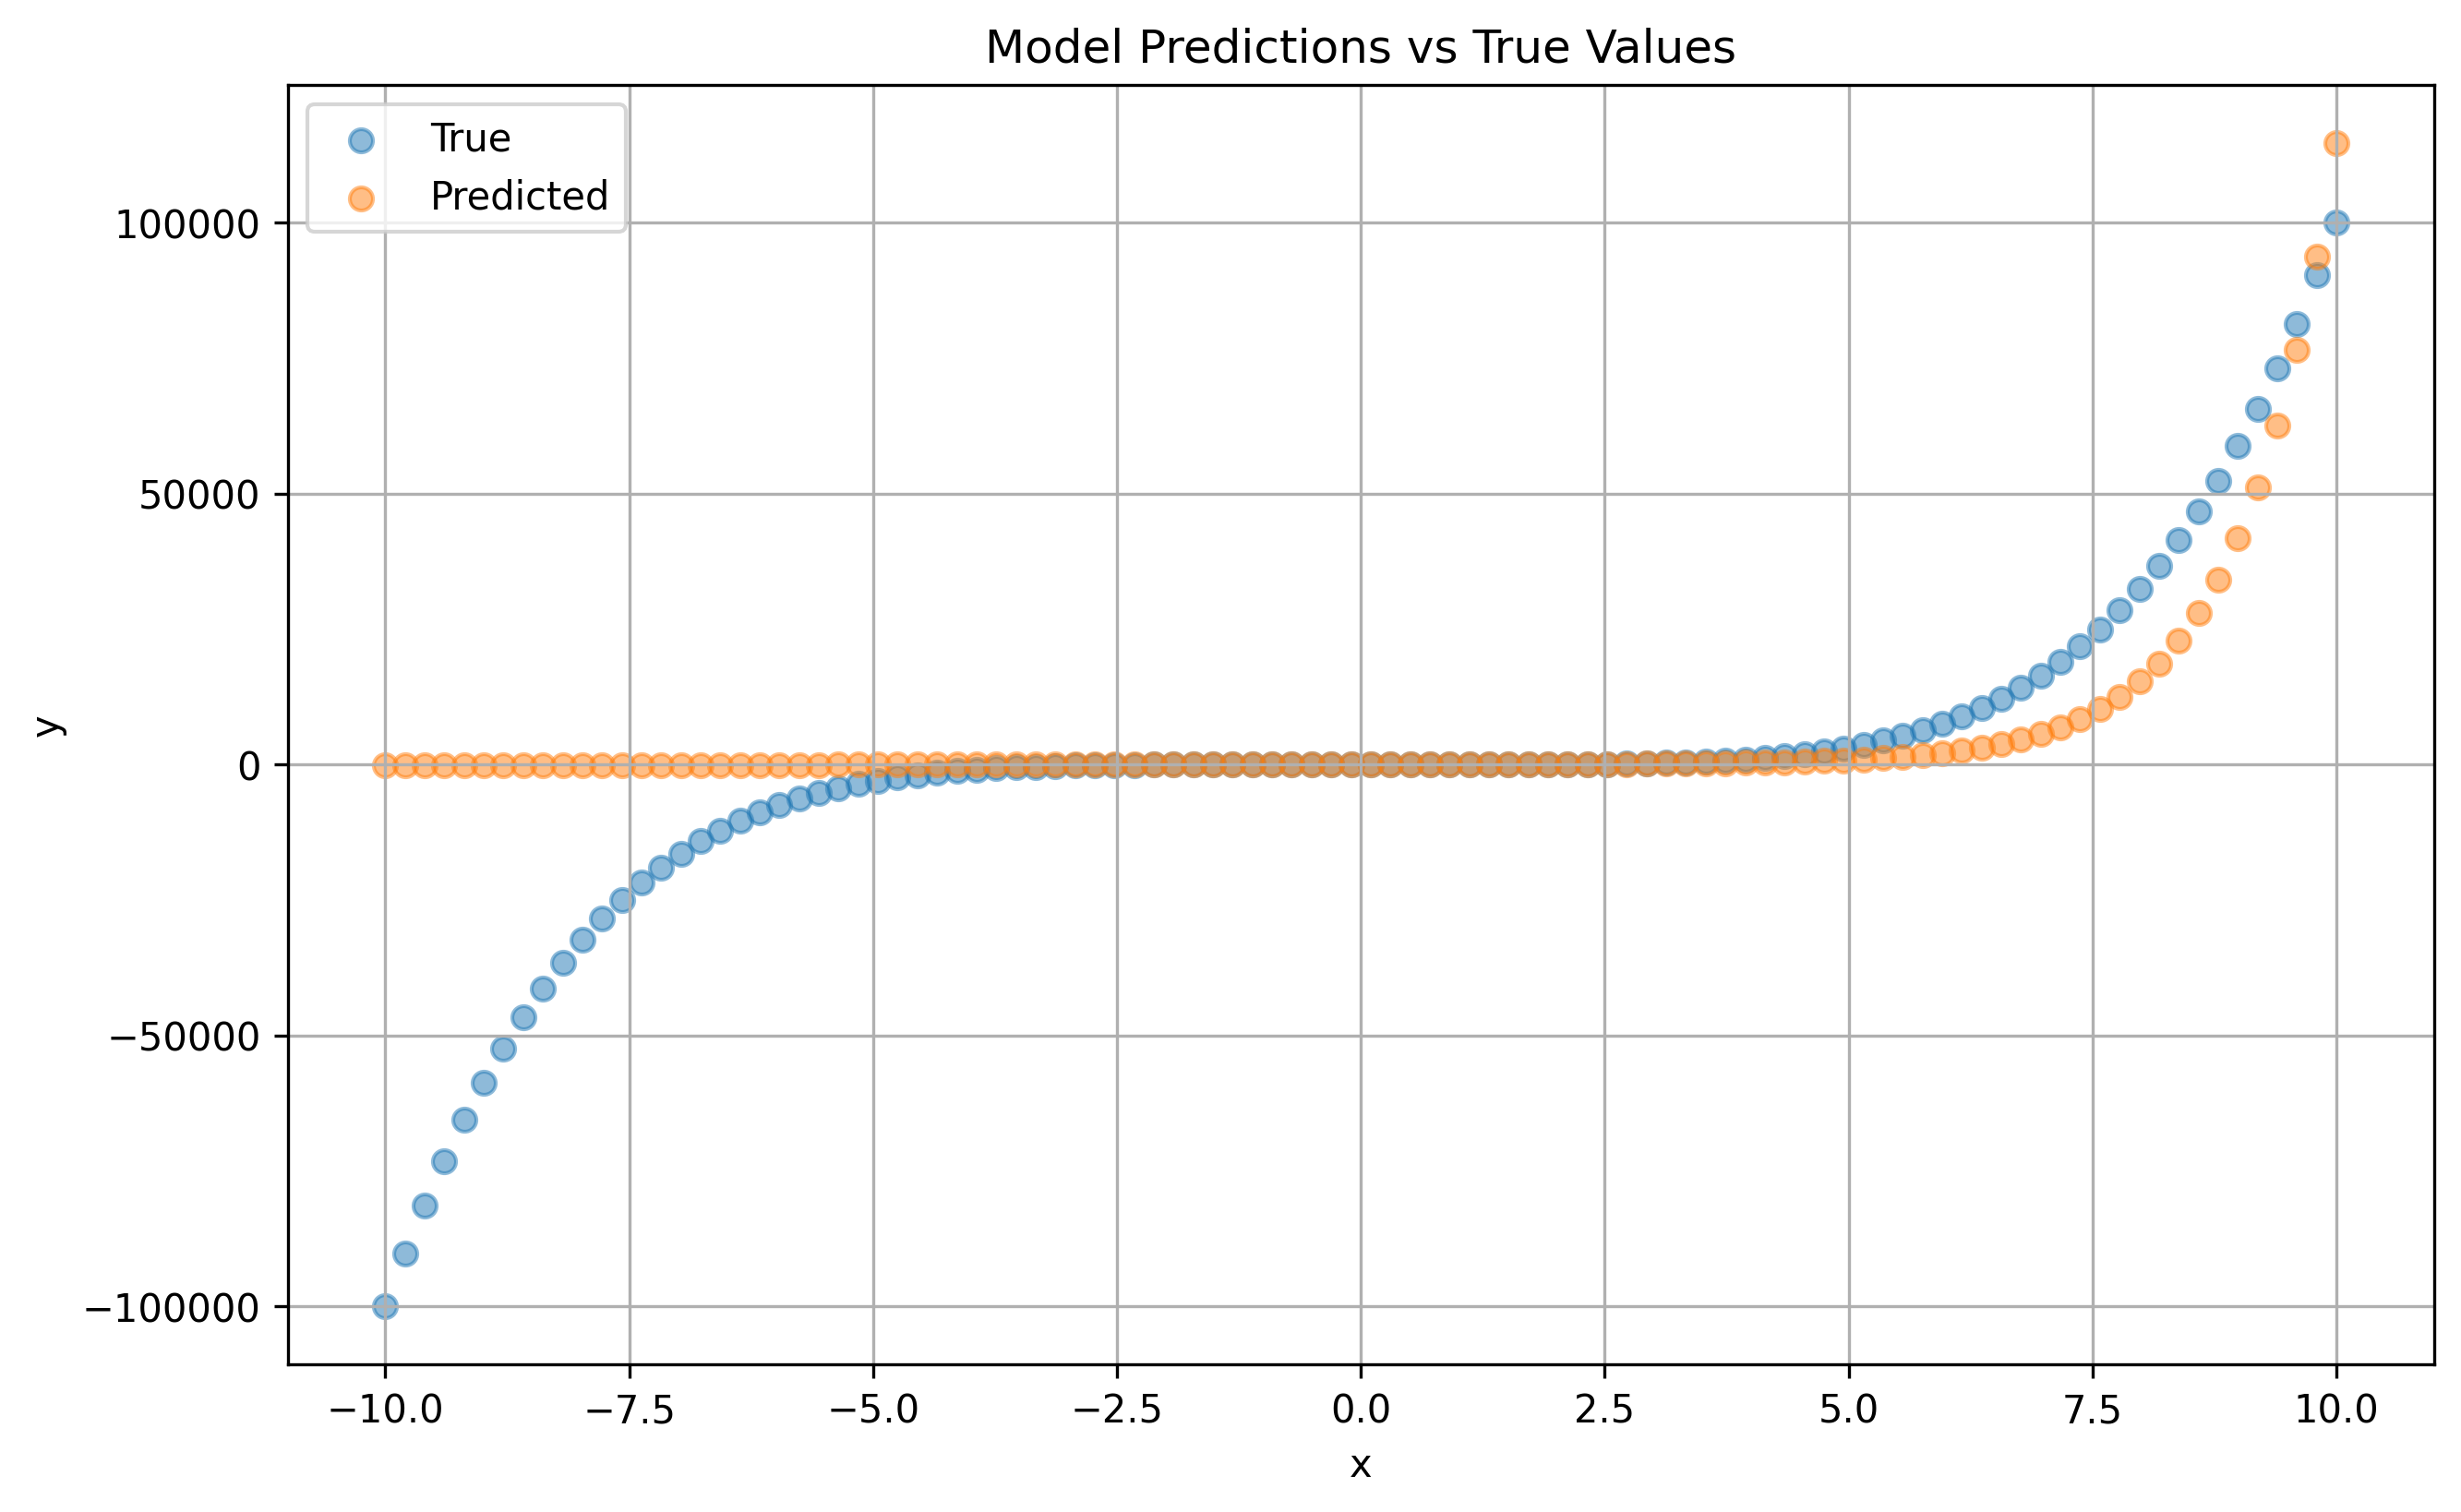 Model Predictions vs True Values
True
Predicted
100000
50000
0
−50000
−100000
y
−10.0 −7.5 −5.0 −2.5 0.0 2.5 5.0 7.5 10.0
x